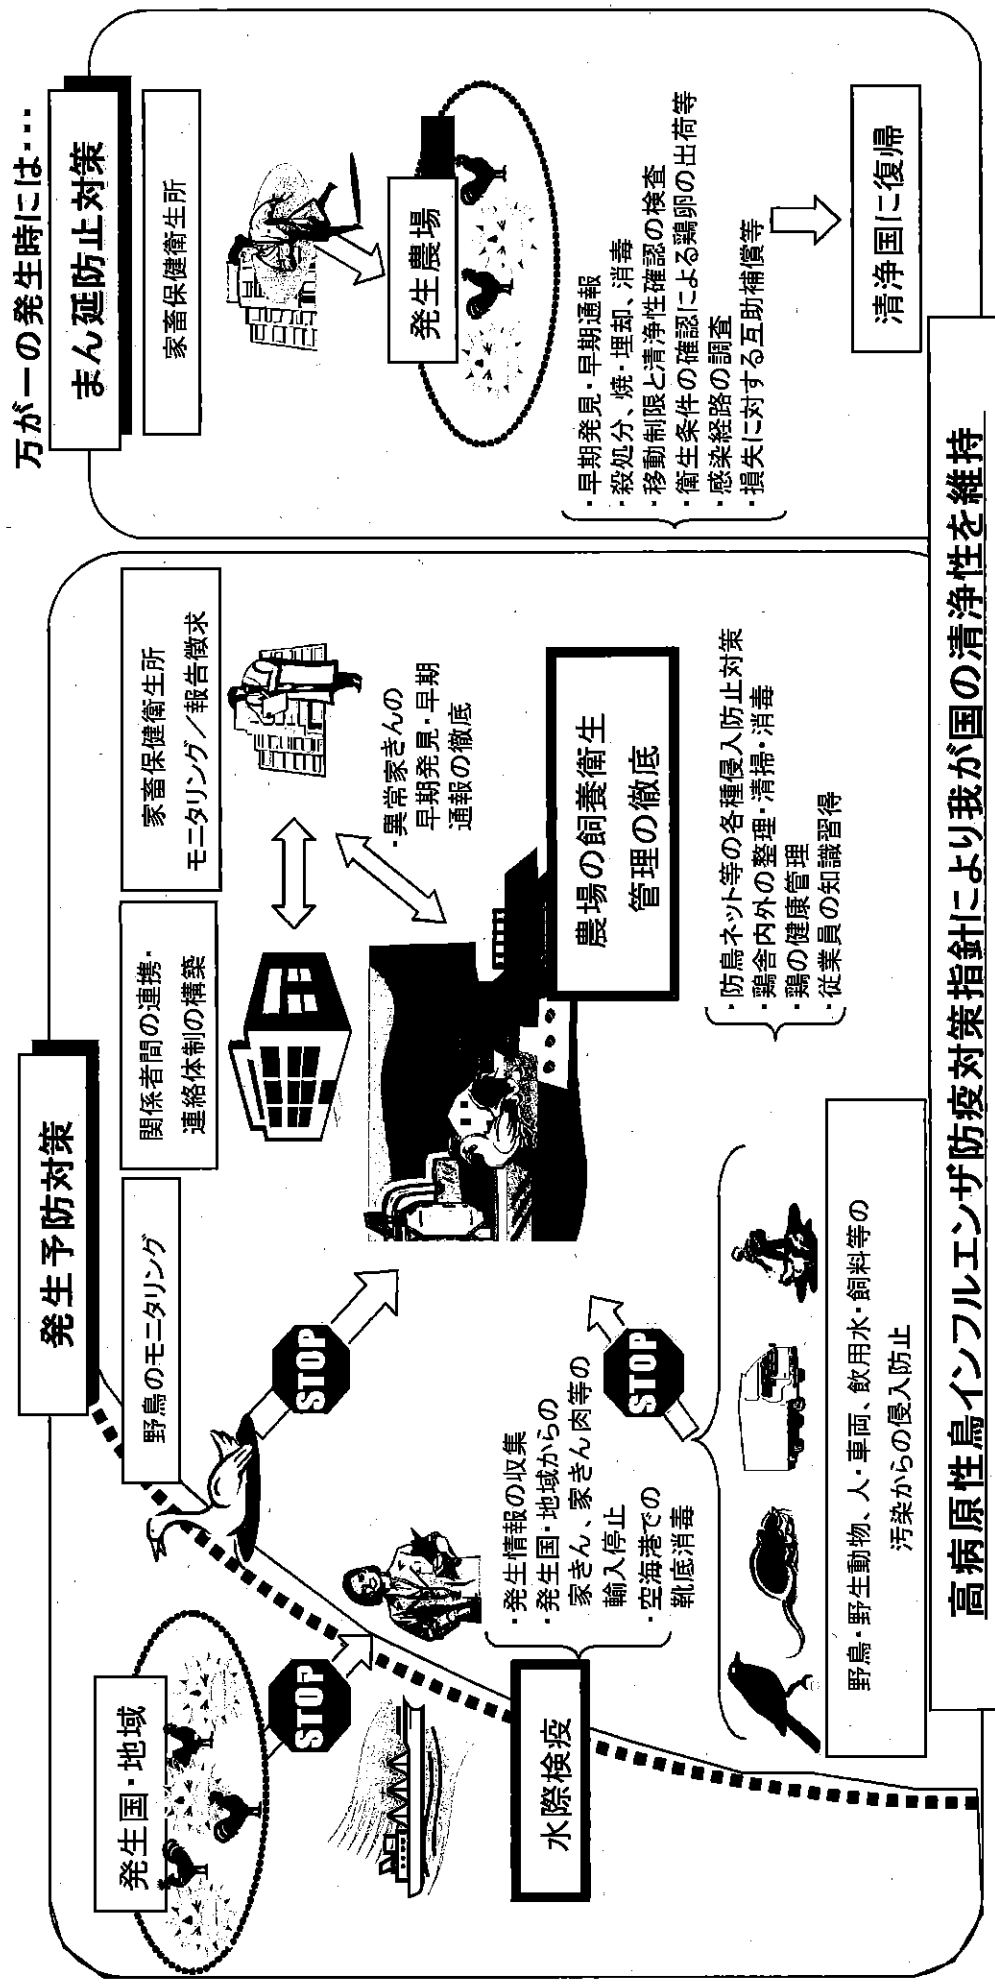 発生予防対策
発生国・地域
STOP
野鳥のモニタリング
STOP
関係者間の連携・
連絡体制の構築
家畜保健衛生所
モニタリング／報告徴求
・異常家きんの
早期発見・早期
通報の徹底
水際検疫
・発生情報の収集
・発生国・地域からの
家きん、家きん肉等の
輸入停止
・空海港での
靴底消毒
STOP
農場の飼養衛生
管理の徹底
・防鳥ネット等の各種侵入防止対策
・鶏舎内外の整理・清掃・消毒
・鶏の健康管理
・従業員の知識習得
野鳥・野生動物、人・車両、飲用水・飼料等の
汚染からの侵入防止
万が一の発生時には・・・
まん延防止対策
家畜保健衛生所
発生農場
・早期発見・早期通報
・殺処分、焼・埋却、消毒
・移動制限と清浄性確認の検査
・衛生条件の確認による鶏卵の出荷等
・感染経路の調査
・損失に対する互助補償等
清浄国に復帰
高病原性鳥インフルエンザ防疫対策指針により我が国の清浄性を維持